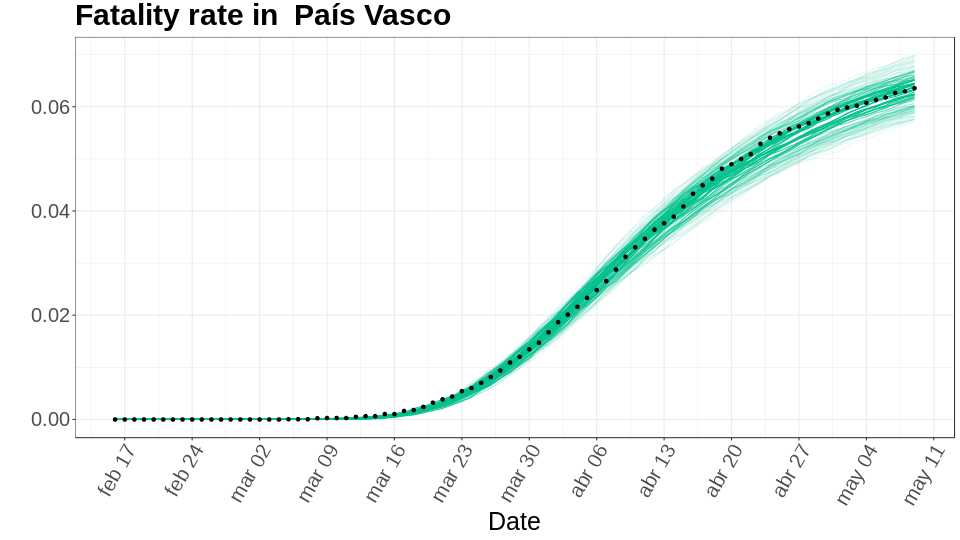 Fatality rate in  País Vasco
0.06
0.04
0.02
0.00
feb 17
feb 24
mar 02
mar 09
mar 16
mar 23
mar 30
abr 06
abr 13
abr 20
abr 27
may 04
may 11
Date